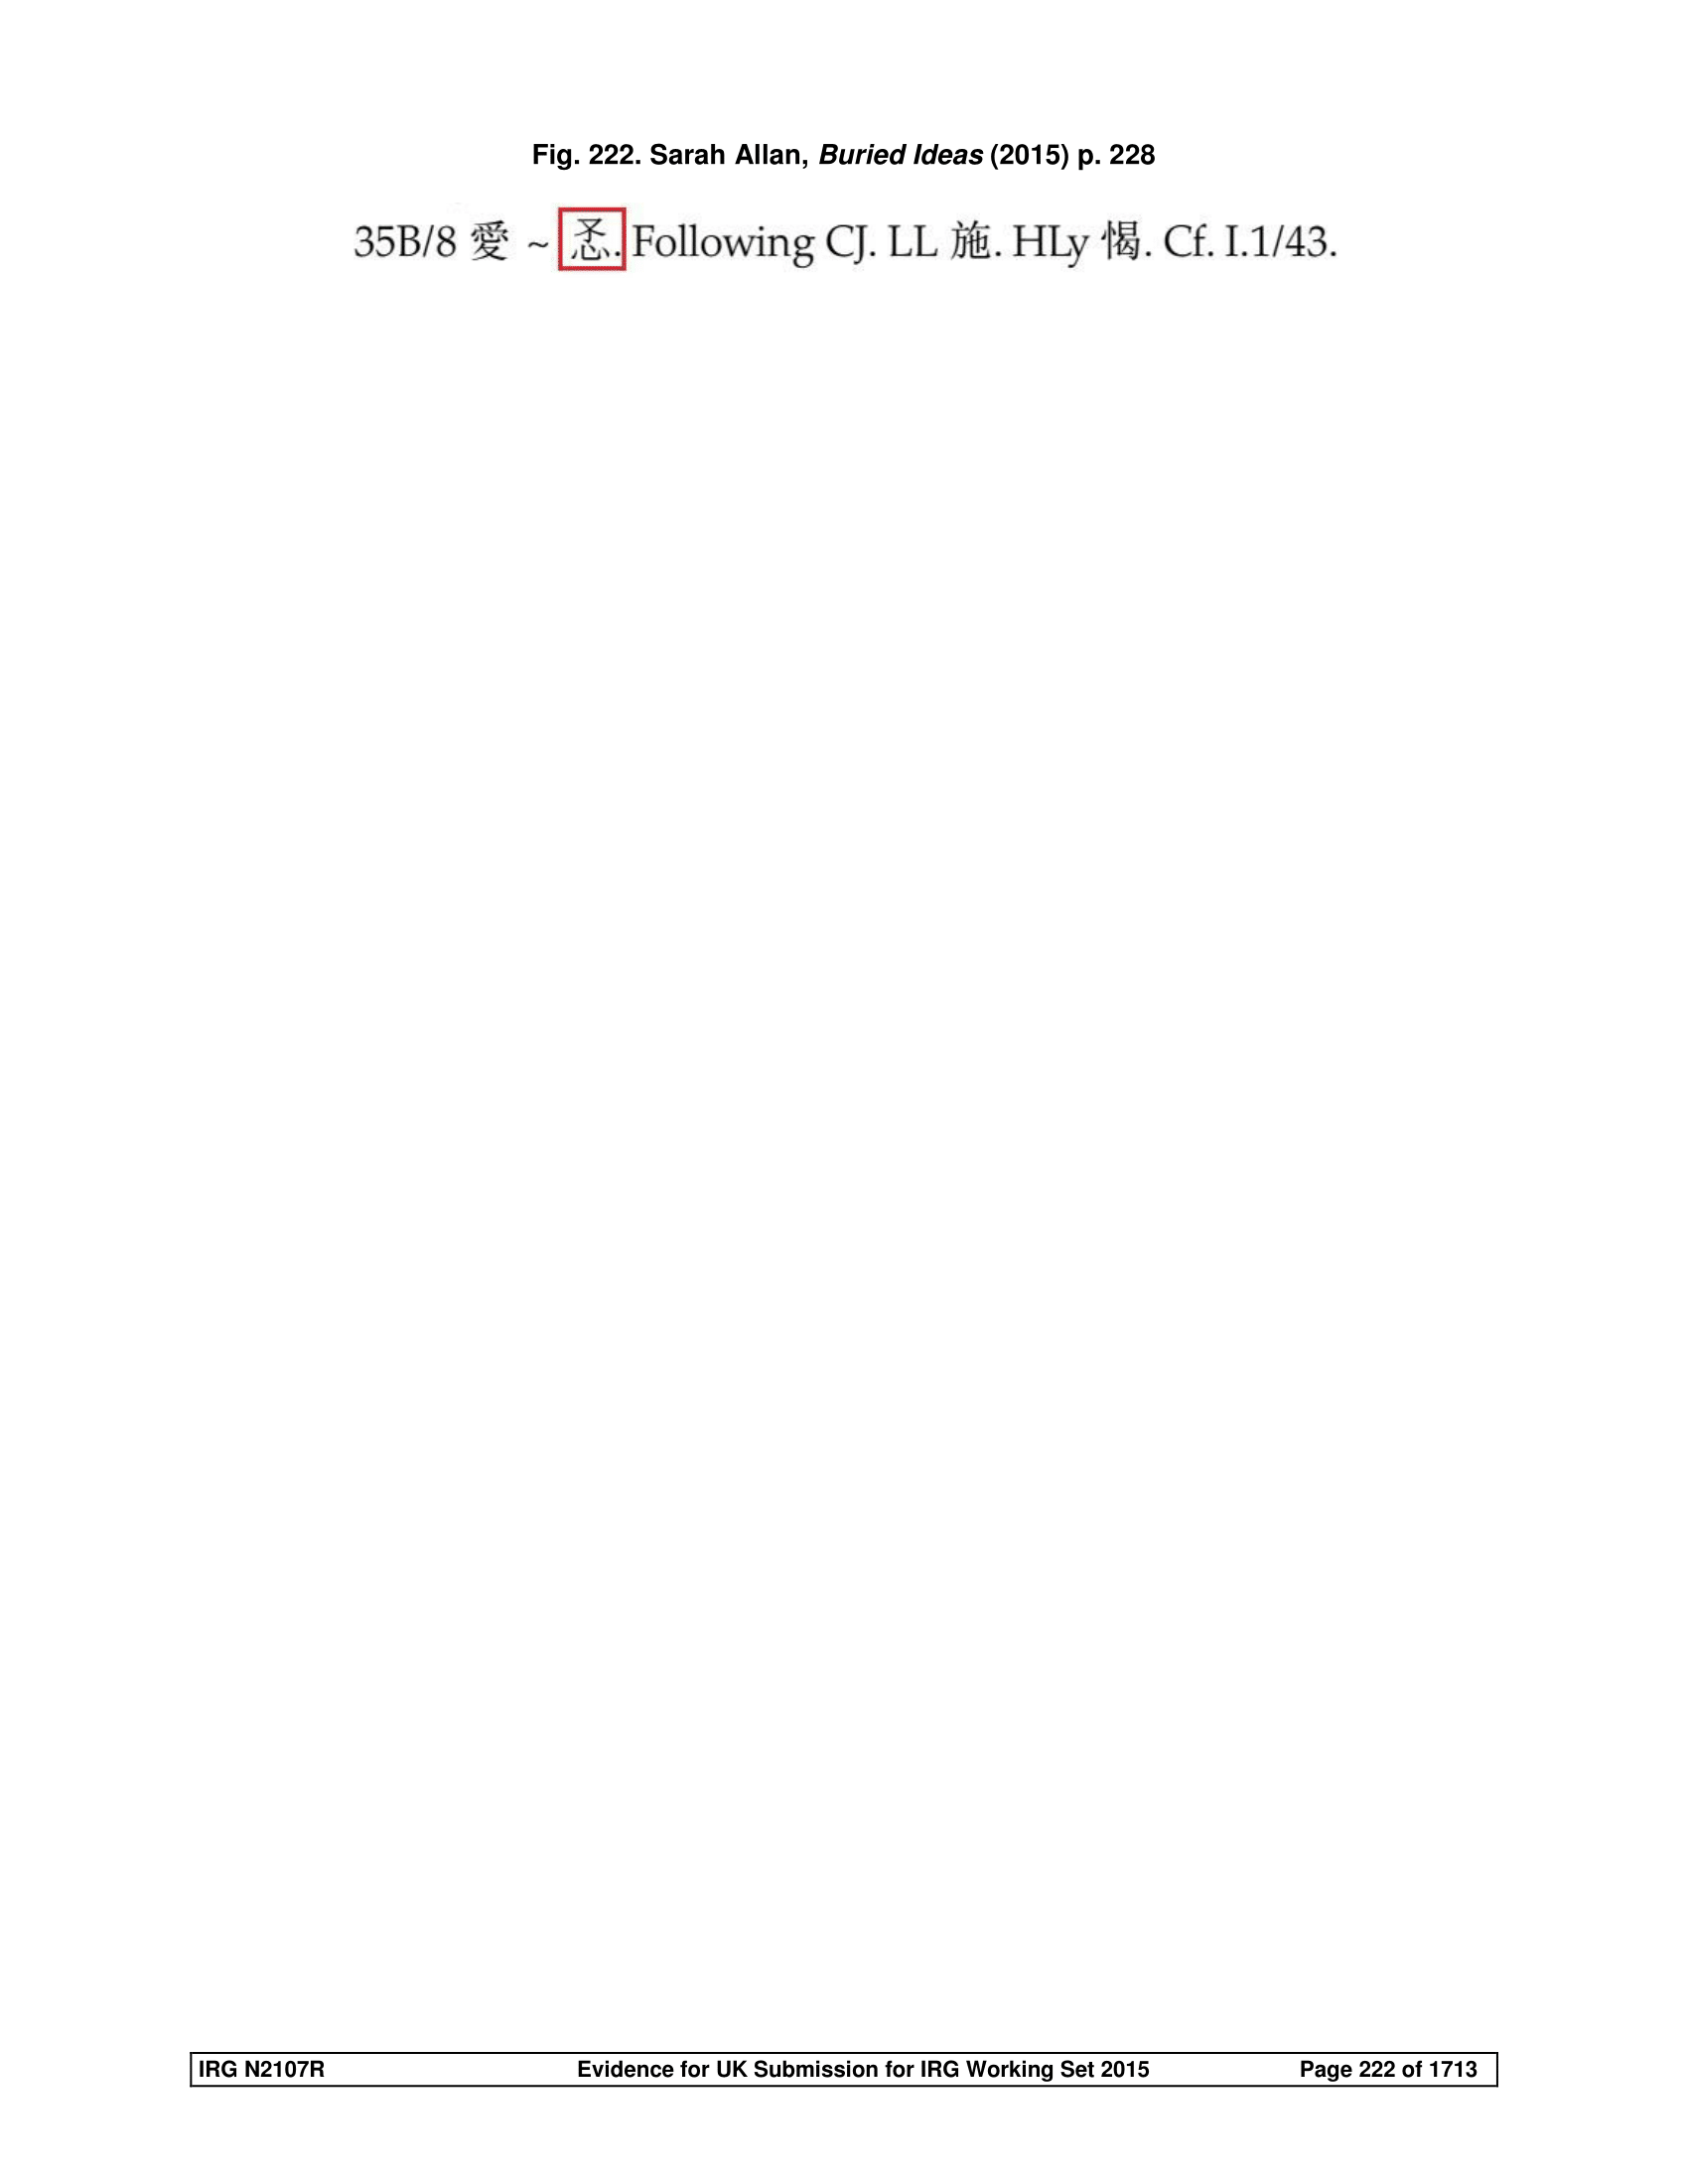 Fig. 222. Sarah Allan, Buried Ideas (2015) p. 228
35B/8 愛 ~ 㤅. Following CJ. LL 施. HLy 愒. Cf. I.1/43.
IRG N2107R Evidence for UK Submission for IRG Working Set 2015 Page 222 of 1713